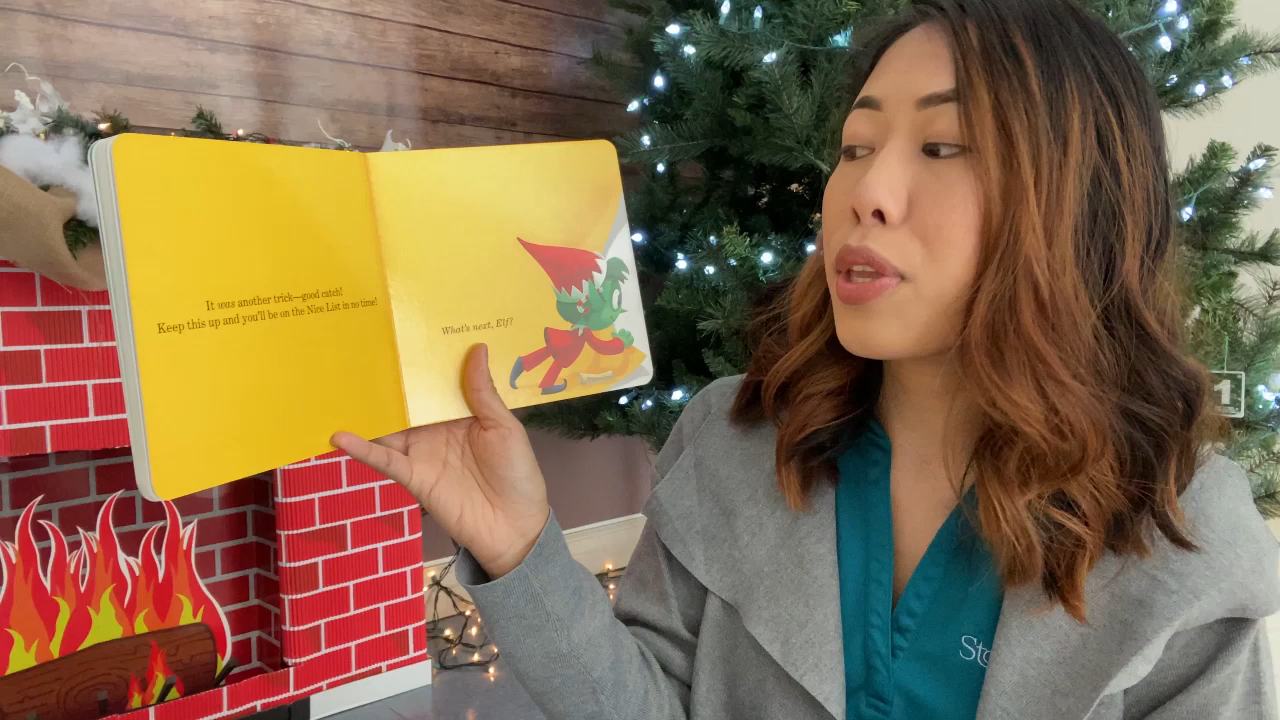 It was another trick—good catch!
Keep this up and you'll be on the Nice List in no time!
What's next, Elf?
1